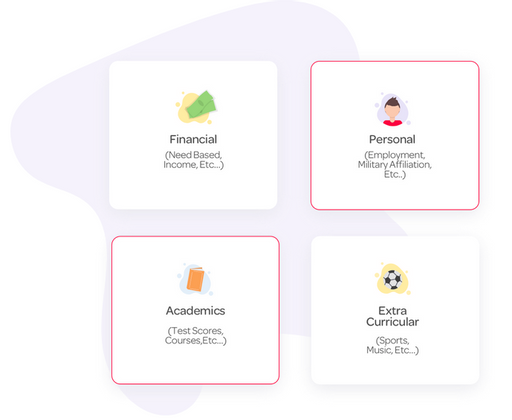 Financial
(Need Based,
Income, Etc...)
Personal
(Employment,
Military Affiliation,
Etc..)
Academics
(Test Scores,
Courses,Etc...)
Extra
Curricular
(Sports,
Music, Etc...)